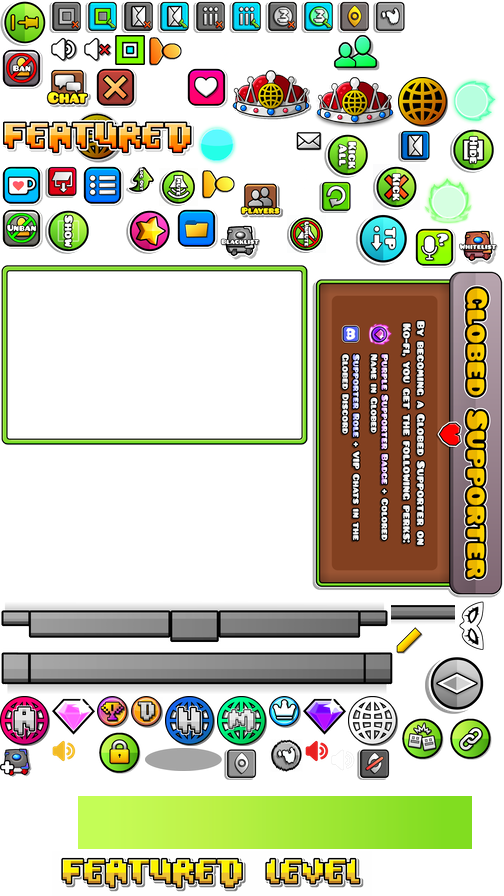 BAN
CHAT
FEATURED
KICK ALL
HIDE
KICK
PLAYERS
UNBAN
SHOW
BLACKLIST
TP
WHITELIST
GLOBED SUPPORTER
BY BECOMING A GLOBED SUPPORTER ON
KO-FI, YOU GET THE FOLLOWING PERKS:
PURPLE SUPPORTER BADGE + COLORED
NAME IN GLOBED
SUPPORTER ROLE + VIP CHATS IN THE
GLOBED DISCORD
A
M
M
FEATURED LEVEL